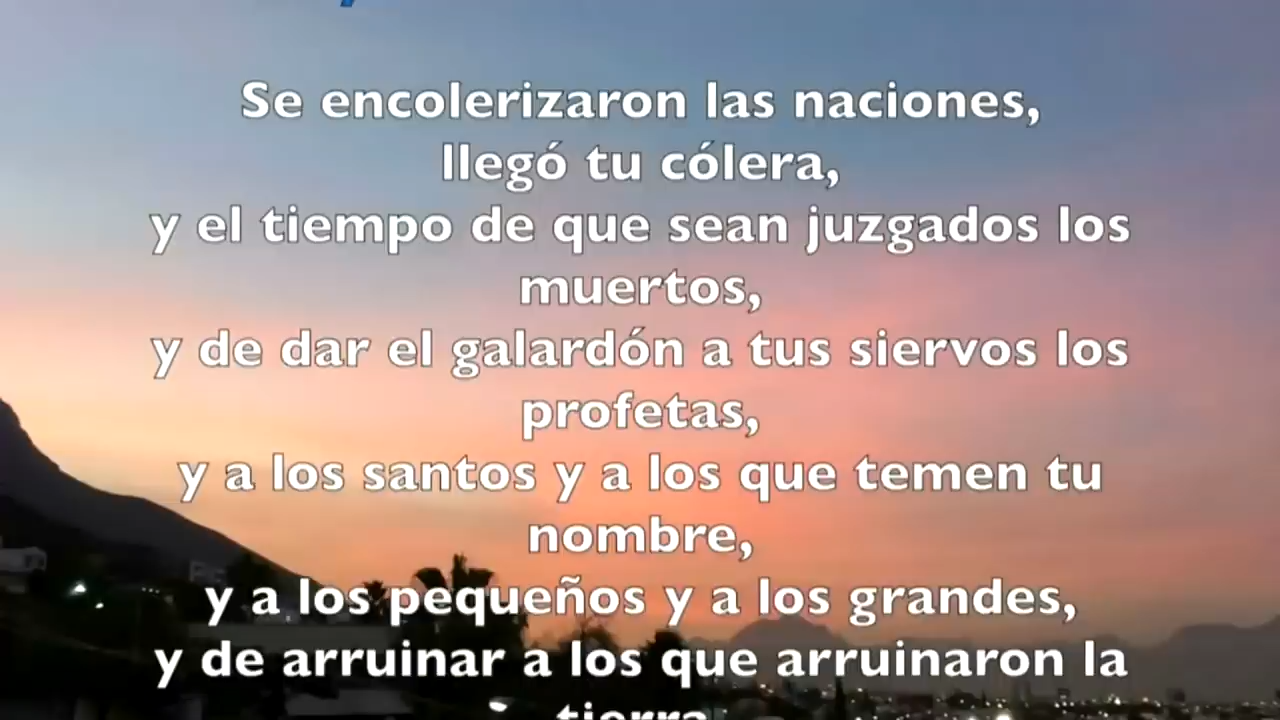 Se encolerizaron las naciones,
llegó tu cólera,
y el tiempo de que sean juzgados los
muertos,
y de dar el galardón a tus siervos los
profetas,
y a los santos y a los que temen tu
nombre,
y a los pequeños y a los grandes,
y de arruinar a los que arruinaron la
tierra